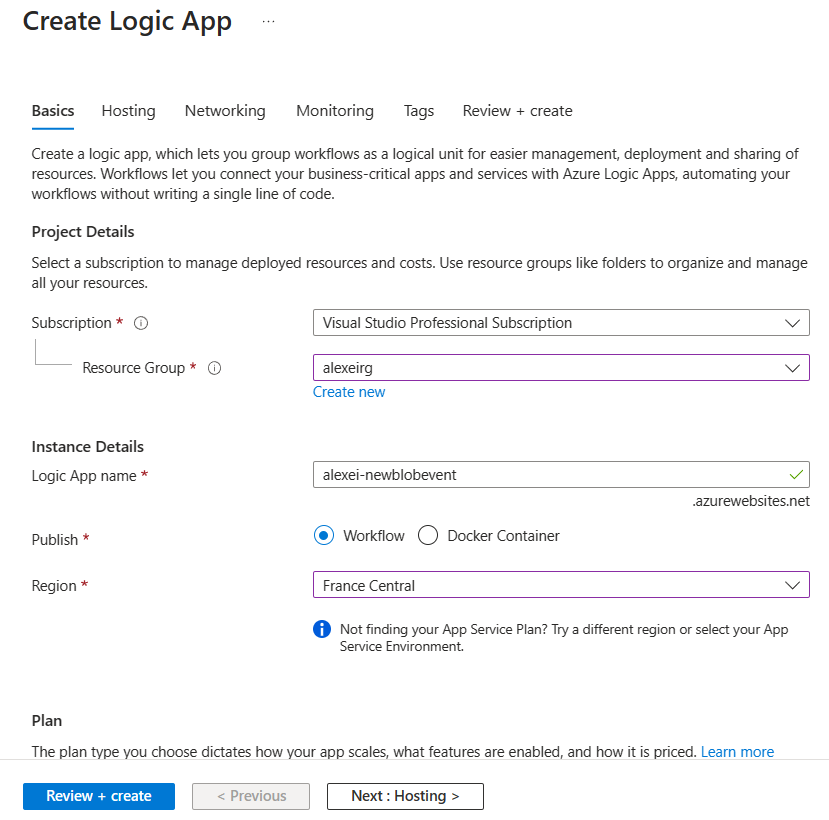 Create Logic App ...
Basics Hosting Networking Monitoring Tags Review + create
Create a logic app, which lets you group workflows as a logical unit for easier management, deployment and sharing of
resources. Workflows let you connect your business-critical apps and services with Azure Logic Apps, automating your
workflows without writing a single line of code.
Project Details
Select a subscription to manage deployed resources and costs. Use resource groups like folders to organize and manage
all your resources.
Subscription * Visual Studio Professional Subscription
Resource Group * alexeirg
Create new
Instance Details
Logic App name * alexei-newblobevent
.azurewebsites.net
Publish * Workflow Docker Container
Region * France Central
Not finding your App Service Plan? Try a different region or select your App
Service Environment.
Plan
The plan type you choose dictates how your app scales, what features are enabled, and how it is priced. Learn more
Review + create < Previous Next : Hosting >